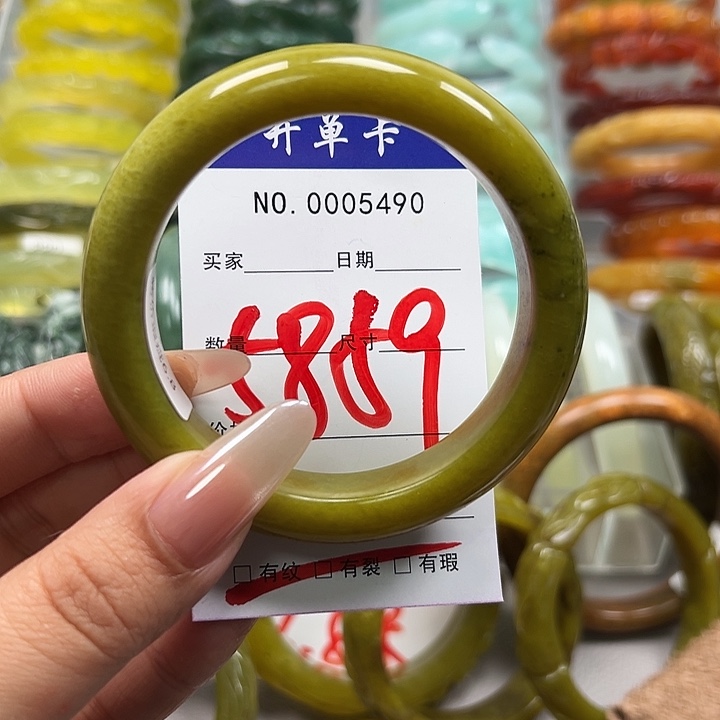 开单卡
NO. 0005490
买家 日期
5869
数量 尺寸
□ 有纹 □ 有裂 □ 有瑕